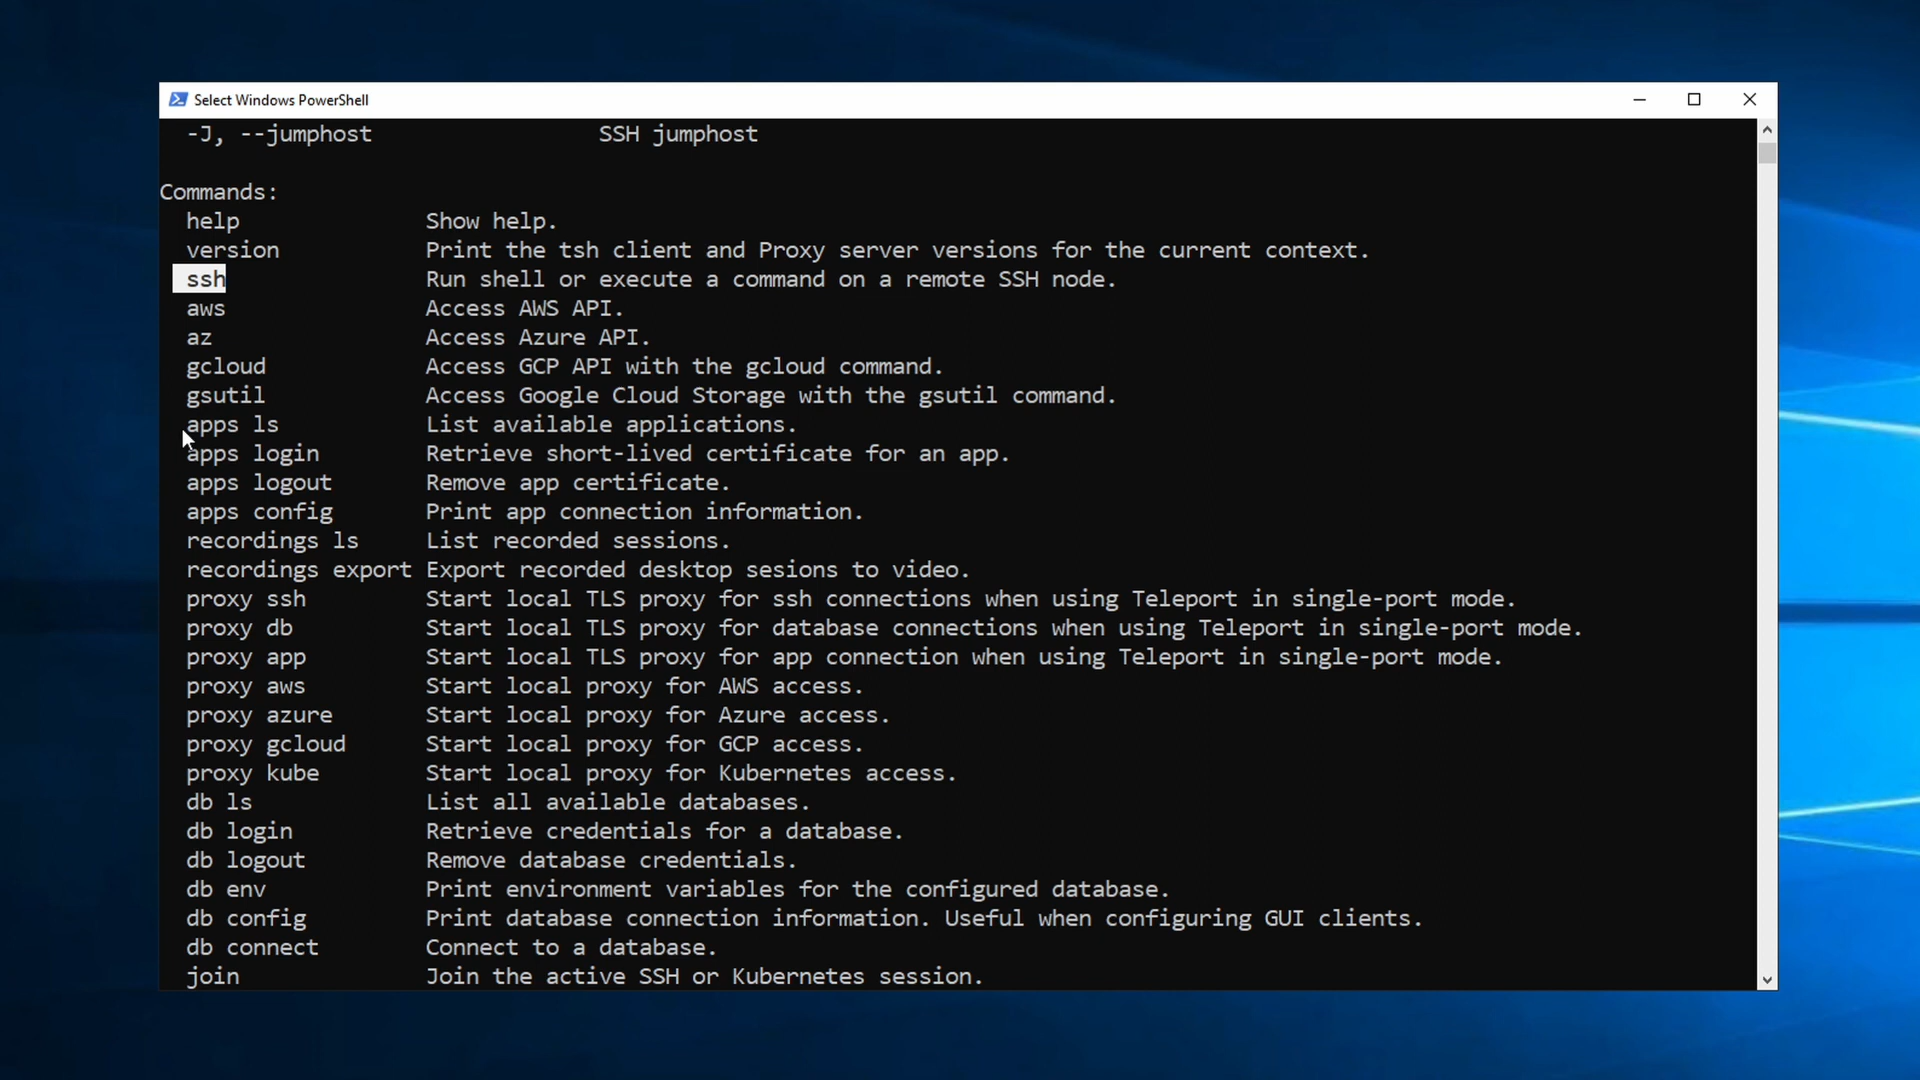 Select Windows PowerShell
-J, --jumphost SSH jumphost
Commands:
help Show help.
version Print the tsh client and Proxy server versions for the current context.
ssh Run shell or execute a command on a remote SSH node.
aws Access AWS API.
az Access Azure API.
gcloud Access GCP API with the gcloud command.
gsutil Access Google Cloud Storage with the gsutil command.
apps ls List available applications.
apps login Retrieve short-lived certificate for an app.
apps logout Remove app certificate.
apps config Print app connection information.
recordings ls List recorded sessions.
recordings export Export recorded desktop sesions to video.
proxy ssh Start local TLS proxy for ssh connections when using Teleport in single-port mode.
proxy db Start local TLS proxy for database connections when using Teleport in single-port mode.
proxy app Start local TLS proxy for app connection when using Teleport in single-port mode.
proxy aws Start local proxy for AWS access.
proxy azure Start local proxy for Azure access.
proxy gcloud Start local proxy for GCP access.
proxy kube Start local proxy for Kubernetes access.
db ls List all available databases.
db login Retrieve credentials for a database.
db logout Remove database credentials.
db env Print environment variables for the configured database.
db config Print database connection information. Useful when configuring GUI clients.
db connect Connect to a database.
join Join the active SSH or Kubernetes session.